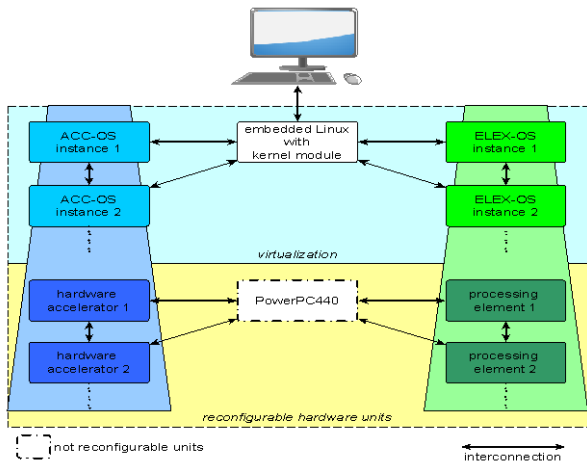 ACC-OS
instance 1
embedded Linux
with
kernel module
ELEX-OS
instance 1
ACC-OS
instance 2
ELEX-OS
instance 2
virtualization
hardware
accelerator 1
PowerPC440
processing
element 1
hardware
accelerator 2
processing
element 2
reconfigurable hardware units
not reconfigurable units
interconnection